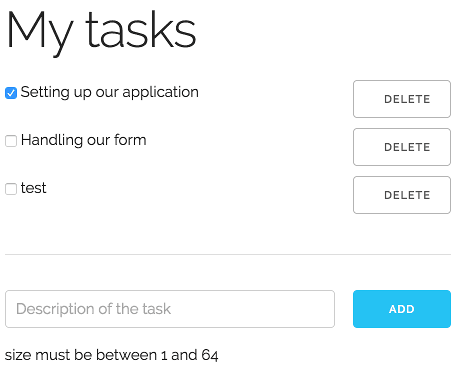 My tasks
Setting up our application DELETE
Handling our form DELETE
test DELETE
Description of the task ADD
size must be between 1 and 64